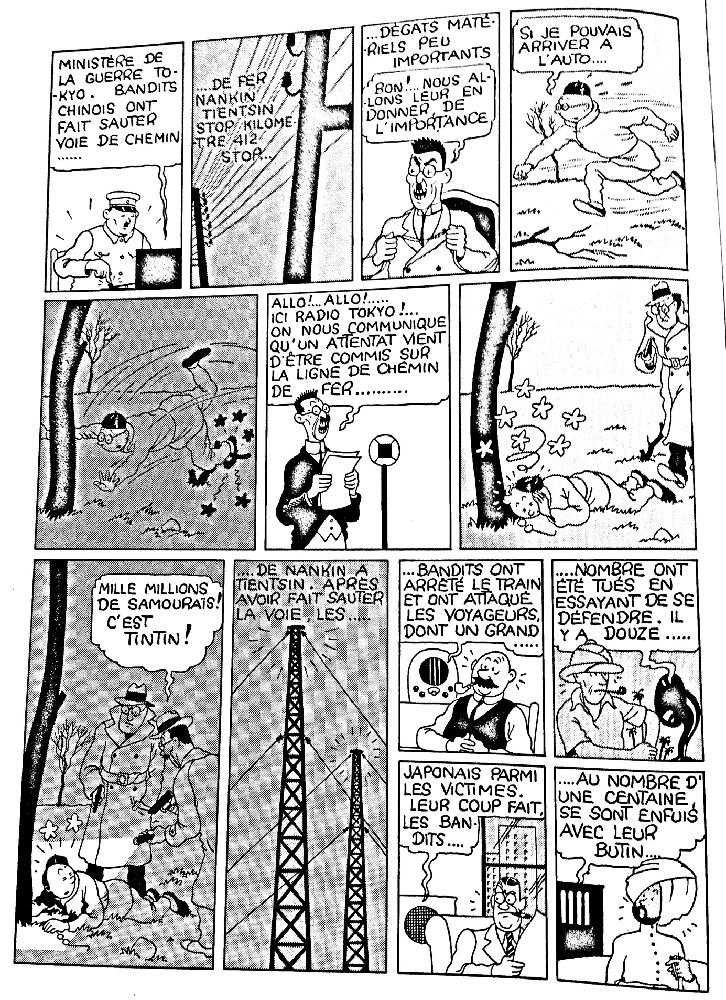 MINISTÈRE DE
LA GUERRE TO-
-KYO. BANDITS
CHINOIS ONT
FAIT SAUTER
VOIE DE CHEMIN
......
....DE FER
NANKIN
TIENTSIN
STOP KILOMÈ-
-TRE 412
STOP...
...DÉGATS MATÉ-
-RIELS PEU
IMPORTANTS
BON!...NOUS AL-
-LONS LEUR EN
DONNER, DE
L'IMPORTANCE!
SI JE POUVAIS
ARRIVER A
L'AUTO....
ALLO!...ALLO!.....
ICI RADIO TOKYO!...
ON NOUS COMMUNIQUE
QU'UN ATTENTAT VIENT
D'ÊTRE COMMIS SUR
LA LIGNE DE CHEMIN
DE FER..........
MILLE MILLIONS
DE SAMOURAÏS!
C'EST
TINTIN!
....DE NANKIN A
TIENTSIN. APRÈS
AVOIR FAIT SAUTER
LA VOIE, LES.....
...BANDITS ONT
ARRÊTÉ LE TRAIN
ET ONT ATTAQUÉ
LES VOYAGEURS,
DONT UN GRAND
.....
....NOMBRE ONT
ÉTÉ TUÉS EN
ESSAYANT DE SE
DÉFENDRE. IL
Y A DOUZE.....
JAPONAIS PARMI
LES VICTIMES.
LEUR COUP FAIT,
LES BAN-
DITS....
.....AU NOMBRE D'
UNE CENTAINE,
SE SONT ENFUIS
AVEC LEUR
BUTIN....